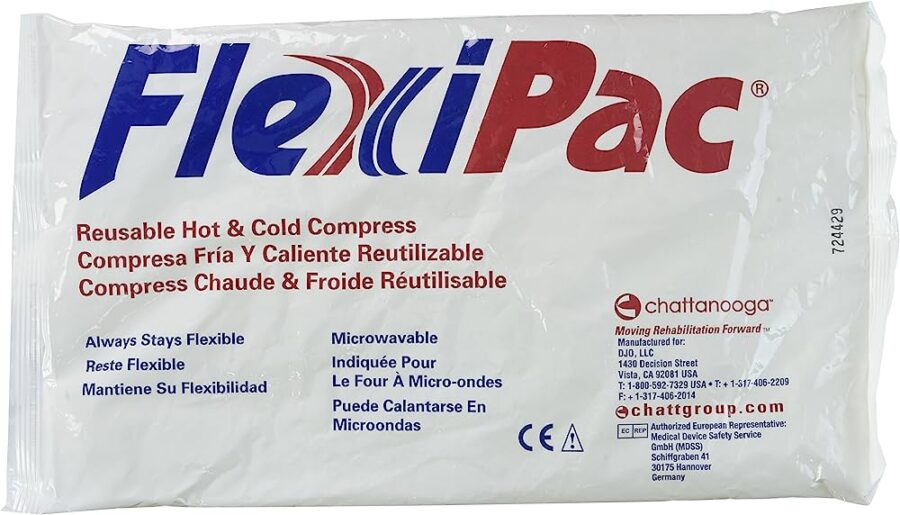 FlexiPac®
Reusable Hot & Cold Compress
Compresa Fría Y Caliente Reutilizable
Compress Chaude & Froide Réutilisable
Always Stays Flexible
Reste Flexible
Mantiene Su Flexibilidad
Microwavable
Indiquée Pour
Le Four À Micro-ondes
Puede Calantarse En
Microondas
724429
chattanooga™
Moving Rehabilitation Forward™
Manufactured for:
DJO, LLC
1430 Decision Street
Vista, CA 92081 USA
T: 1-800-592-7329 USA • T: + 1-317-406-2209
F: + 1-317-406-2014
chattgroup.com
CE
EC REP
Authorized European Representative:
Medical Device Safety Service
GmbH (MDSS)
Schiffgraben 41
30175 Hannover
Germany